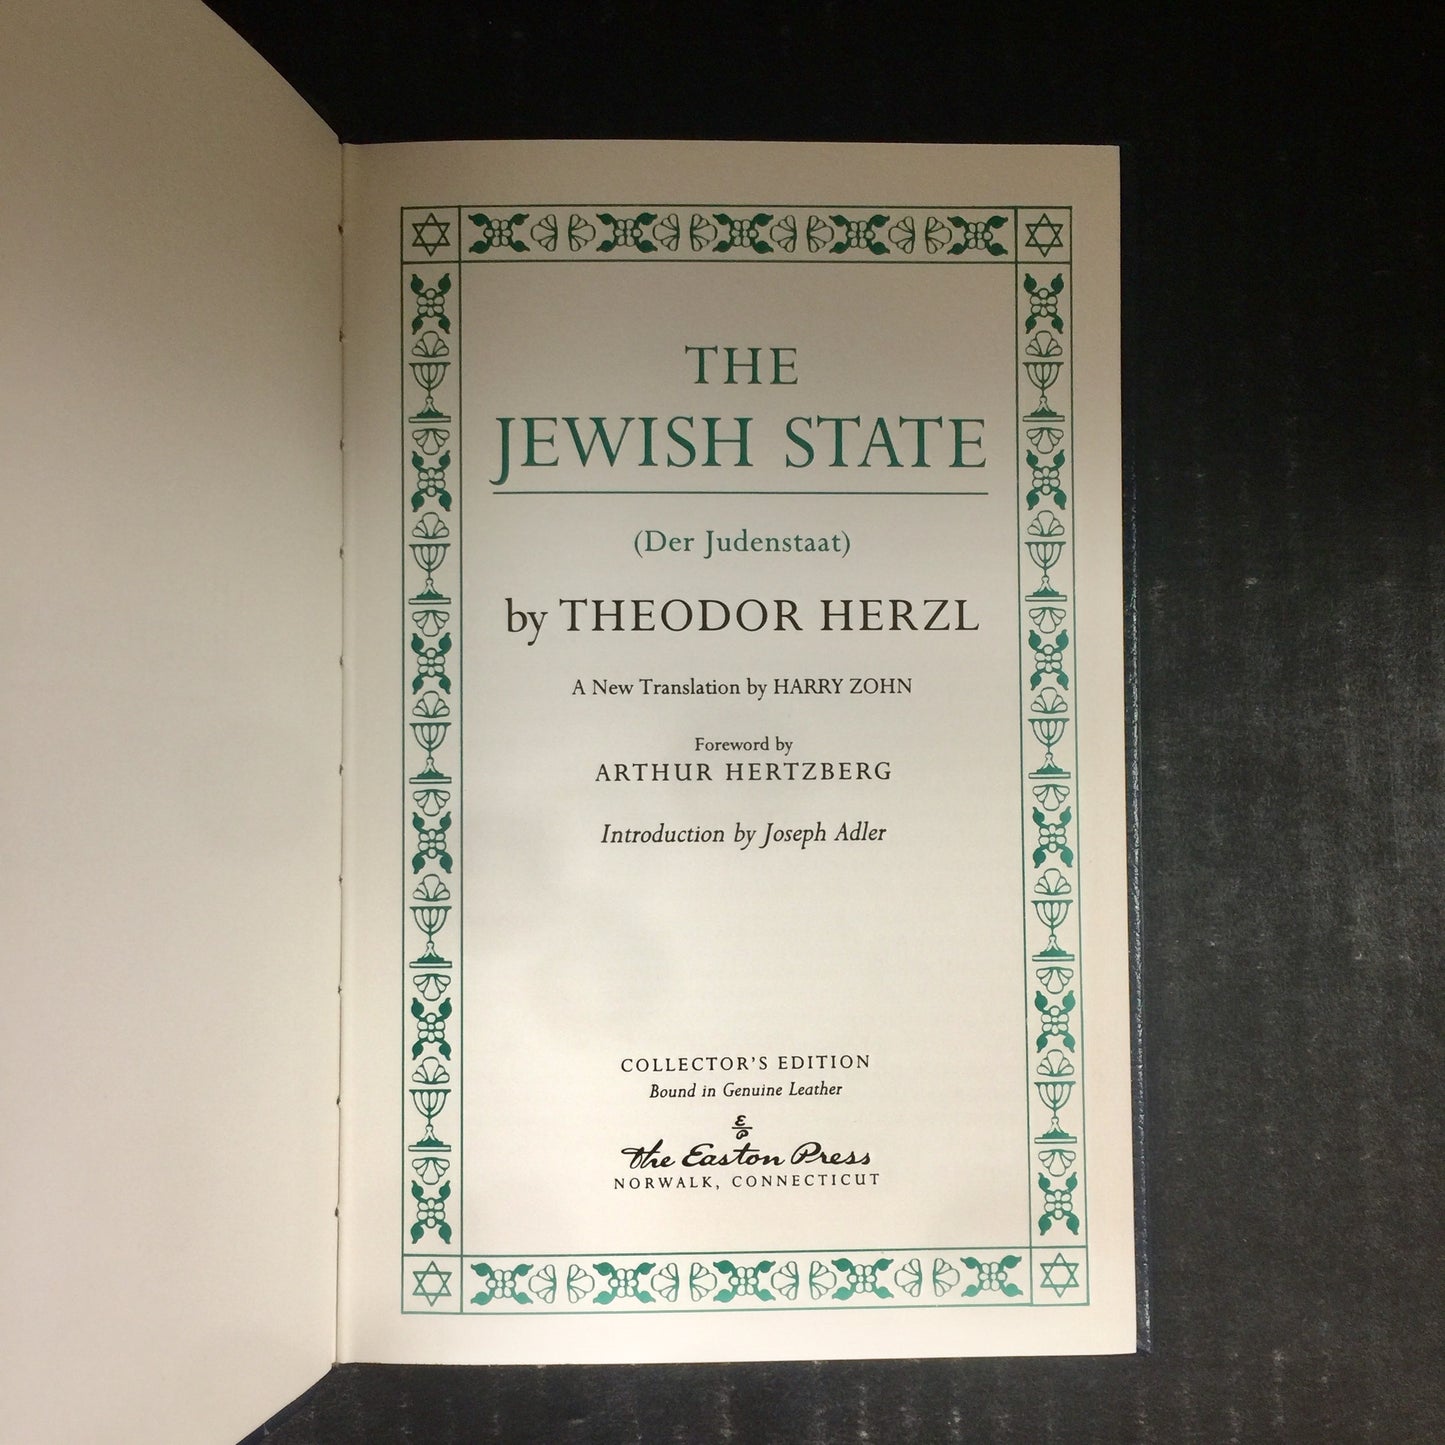 THE
JEWISH STATE
(Der Judenstaat)
by THEODOR HERZL
A New Translation by HARRY ZOHN
Foreword by
ARTHUR HERTZBERG
Introduction by Joseph Adler
COLLECTOR'S EDITION
Bound in Genuine Leather
E
P
The Easton Press
NORWALK, CONNECTICUT